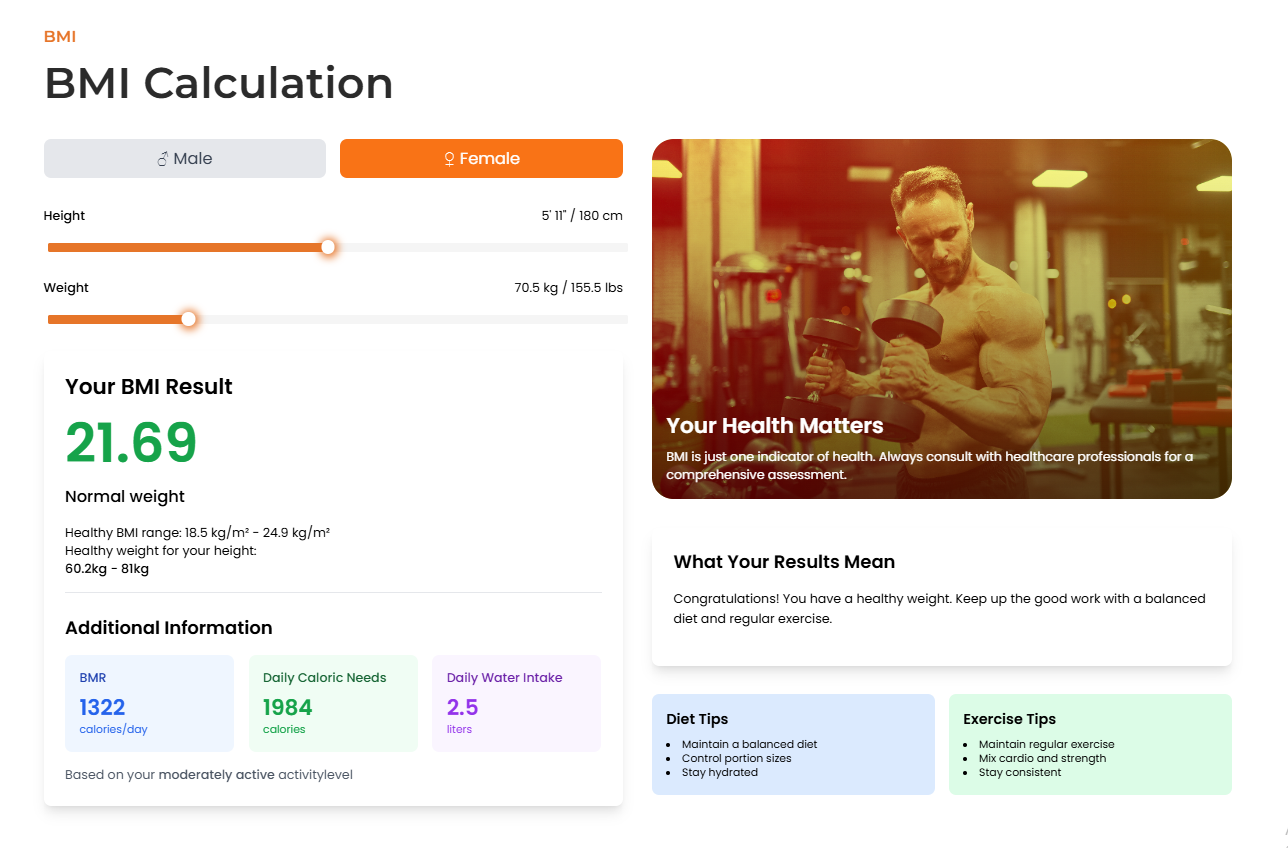 BMI
BMI Calculation
♂ Male
♀ Female
Height
5' 11" / 180 cm
Weight
70.5 kg / 155.5 lbs
Your BMI Result
21.69
Normal weight
Healthy BMI range: 18.5 kg/m² - 24.9 kg/m²
Healthy weight for your height:
60.2kg - 81kg
Additional Information
BMR
1322
calories/day
Daily Caloric Needs
1984
calories
Daily Water Intake
2.5
liters
Based on your moderately active activitylevel
Your Health Matters
BMI is just one indicator of health. Always consult with healthcare professionals for a
comprehensive assessment.
What Your Results Mean
Congratulations! You have a healthy weight. Keep up the good work with a balanced
diet and regular exercise.
Diet Tips
• Maintain a balanced diet
• Control portion sizes
• Stay hydrated
Exercise Tips
• Maintain regular exercise
• Mix cardio and strength
• Stay consistent